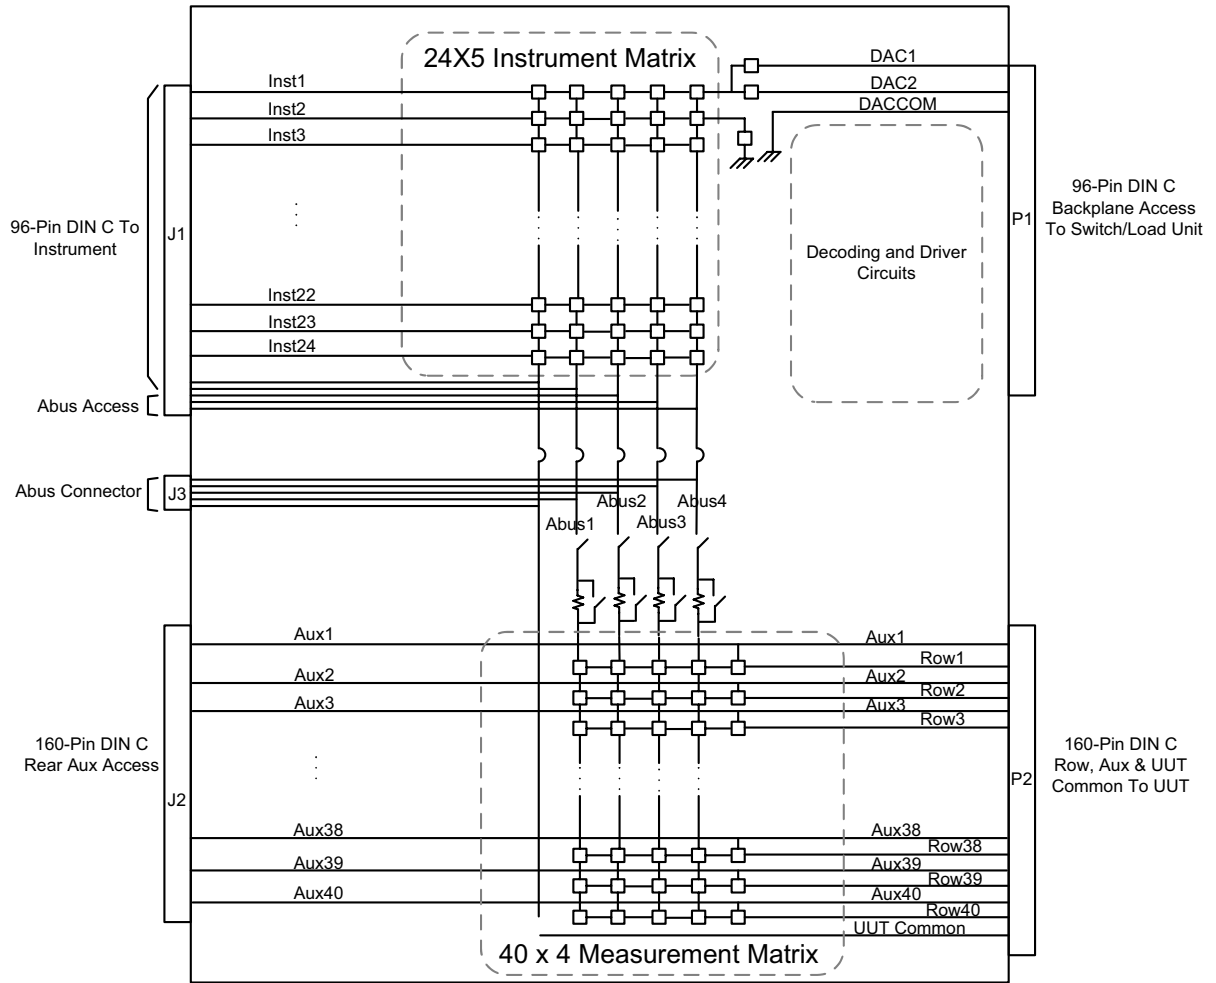 24X5 Instrument Matrix
DAC1
DAC2
DACCOM
Inst1
Inst2
Inst3
Inst22
Inst23
Inst24
96-Pin DIN C To
Instrument
J1
Abus Access
Decoding and Driver
Circuits
P1
96-Pin DIN C
Backplane Access
To Switch/Load Unit
Abus Connector
J3
Abus1
Abus2
Abus3
Abus4
Aux1
Aux2
Aux3
Aux38
Aux39
Aux40
160-Pin DIN C
Rear Aux Access
J2
Aux1
Row1
Aux2
Row2
Aux3
Row3
Aux38
Row38
Aux39
Row39
Aux40
Row40
UUT Common
40 x 4 Measurement Matrix
P2
160-Pin DIN C
Row, Aux & UUT
Common To UUT